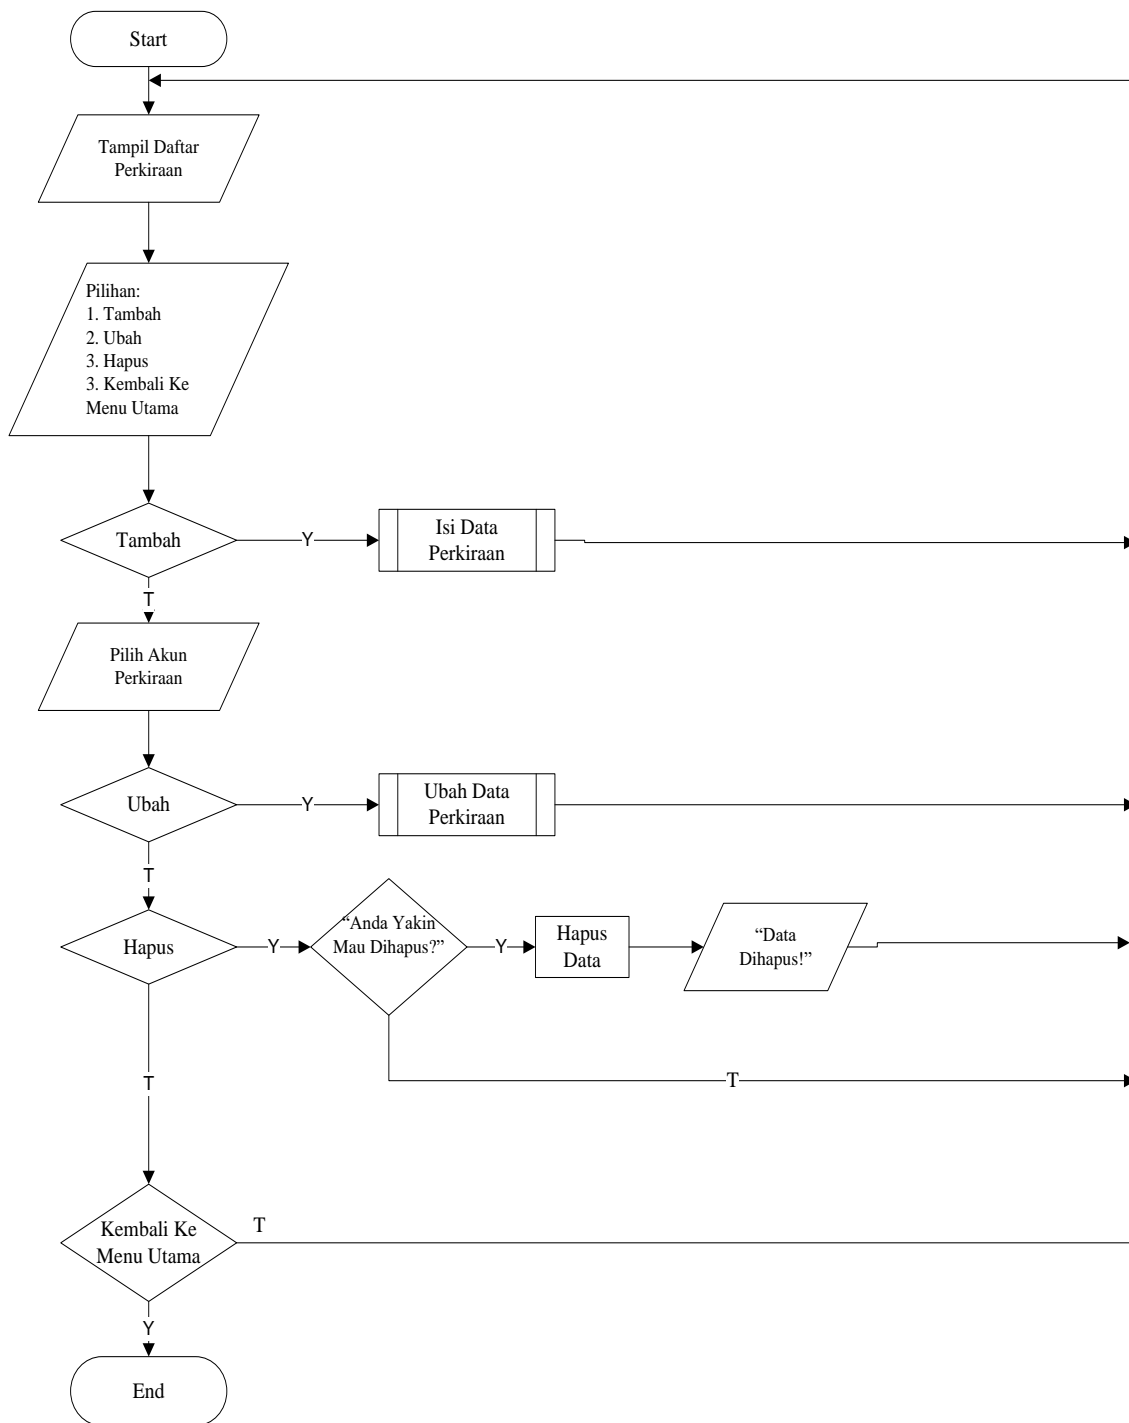 Start
Tampil Daftar
Perkiraan
Pilihan:
1. Tambah
2. Ubah
3. Hapus
3. Kembali Ke
Menu Utama
Tambah
Y
Isi Data
Perkiraan
T
Pilih Akun
Perkiraan
Ubah
Y
Ubah Data
Perkiraan
T
Hapus
Y
“Anda Yakin
Mau Dihapus?”
Y
Hapus
Data
“Data
Dihapus!”
T
T
Kembali Ke
Menu Utama
T
Y
End